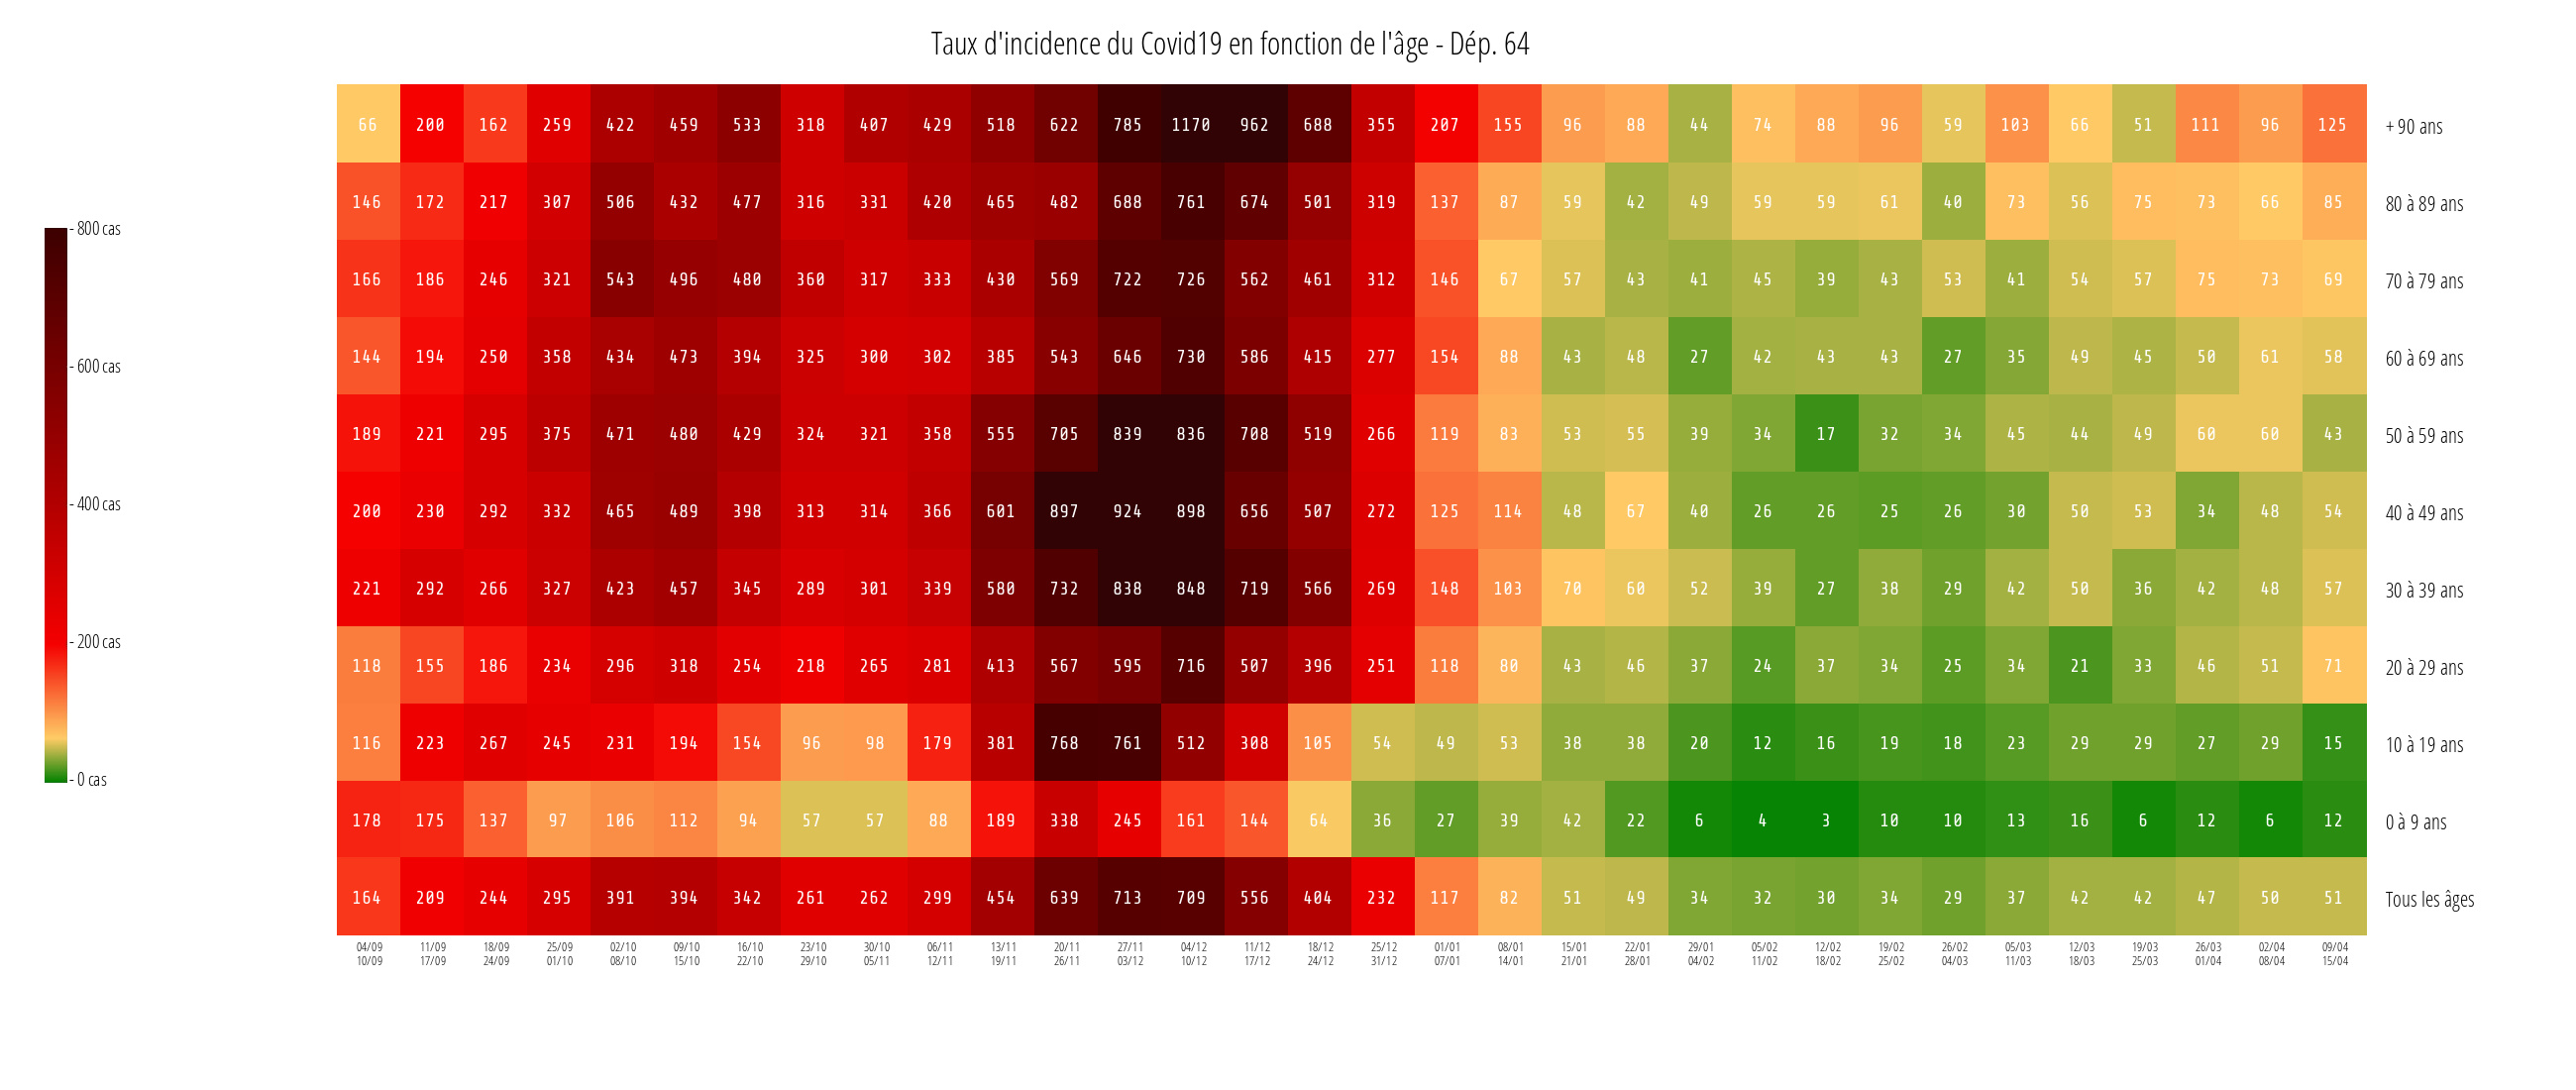 Taux d'incidence du Covid19 en fonction de l'âge - Dép. 64
- 800 cas
- 600 cas
- 400 cas
- 200 cas
- 0 cas
66 200 162 259 422 459 533 318 407 429 518 622 785 1170 962 688 355 207 155 96 88 44 74 88 96 59 103 66 51 111 96 125 + 90 ans
146 172 217 307 506 432 477 316 331 420 465 482 688 761 674 501 319 137 87 59 42 49 59 59 61 40 73 56 75 73 66 85 80 à 89 ans
166 186 246 321 543 496 480 360 317 333 430 569 722 726 562 461 312 146 67 57 43 41 45 39 43 53 41 54 57 75 73 69 70 à 79 ans
144 194 250 358 434 473 394 325 300 302 385 543 646 730 586 415 277 154 88 43 48 27 42 43 43 27 35 49 45 50 61 58 60 à 69 ans
189 221 295 375 471 480 429 324 321 358 555 705 839 836 708 519 266 119 83 53 55 39 34 17 32 34 45 44 49 60 60 43 50 à 59 ans
200 230 292 332 465 489 398 313 314 366 601 897 924 898 656 507 272 125 114 48 67 40 26 26 25 26 30 50 53 34 48 54 40 à 49 ans
221 292 266 327 423 457 345 289 301 339 580 732 838 848 719 566 269 148 103 70 60 52 39 27 38 29 42 50 36 42 48 57 30 à 39 ans
118 155 186 234 296 318 254 218 265 281 413 567 595 716 507 396 251 118 80 43 46 37 24 37 34 25 34 21 33 46 51 71 20 à 29 ans
116 223 267 245 231 194 154 96 98 179 381 768 761 512 308 105 54 49 53 38 38 20 12 16 19 18 23 29 29 27 29 15 10 à 19 ans
178 175 137 97 106 112 94 57 57 88 189 338 245 161 144 64 36 27 39 42 22 6 4 3 10 10 13 16 6 12 6 12 0 à 9 ans
164 209 244 295 391 394 342 261 262 299 454 639 713 709 556 404 232 117 82 51 49 34 32 30 34 29 37 42 42 47 50 51 Tous les âges
04/09 11/09 18/09 25/09 02/10 09/10 16/10 23/10 30/10 06/11 13/11 20/11 27/11 04/12 11/12 18/12 25/12 01/01 08/01 15/01 22/01 29/01 05/02 12/02 19/02 26/02 05/03 12/03 19/03 26/03 02/04 09/04
10/09 17/09 24/09 01/10 08/10 15/10 22/10 29/10 05/11 12/11 19/11 26/11 03/12 10/12 17/12 24/12 31/12 07/01 14/01 21/01 28/01 04/02 11/02 18/02 25/02 04/03 11/03 18/03 25/03 01/04 08/04 15/04